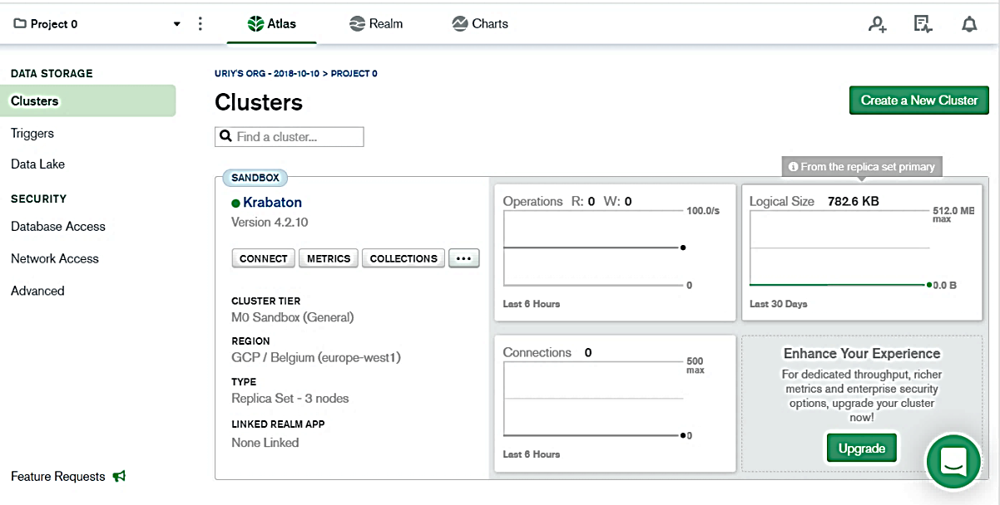 Project 0
Atlas
Realm
Charts
DATA STORAGE
Clusters
Triggers
Data Lake
SECURITY
Database Access
Network Access
Advanced
Feature Requests
URIY'S ORG - 2018-10-10 > PROJECT 0
Clusters
Create a New Cluster
Find a cluster...
SANDBOX
Krabaton
Version 4.2.10
CONNECT METRICS COLLECTIONS ...
CLUSTER TIER
M0 Sandbox (General)
REGION
GCP / Belgium (europe-west1)
TYPE
Replica Set - 3 nodes
LINKED REALM APP
None Linked
Operations R: 0 W: 0
100.0/s
0
Last 6 Hours
From the replica set primary
Logical Size 782.6 KB
512.0 MB
max
0.0 B
Last 30 Days
Connections 0
500
max
0
Last 6 Hours
Enhance Your Experience
For dedicated throughput, richer
metrics and enterprise security
options, upgrade your cluster
now!
Upgrade